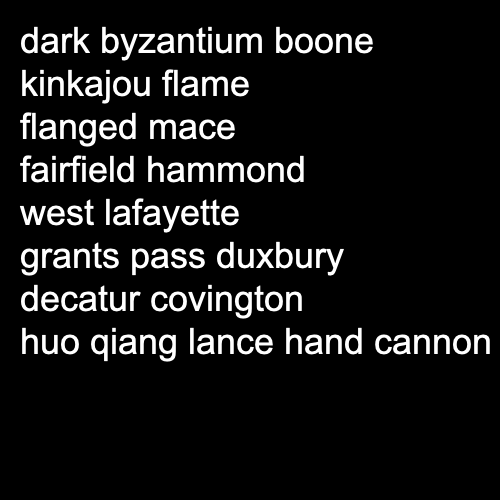 dark byzantium boone
kinkajou flame
flanged mace
fairfield hammond
west lafayette
grants pass duxbury
decatur covington
huo qiang lance hand cannon